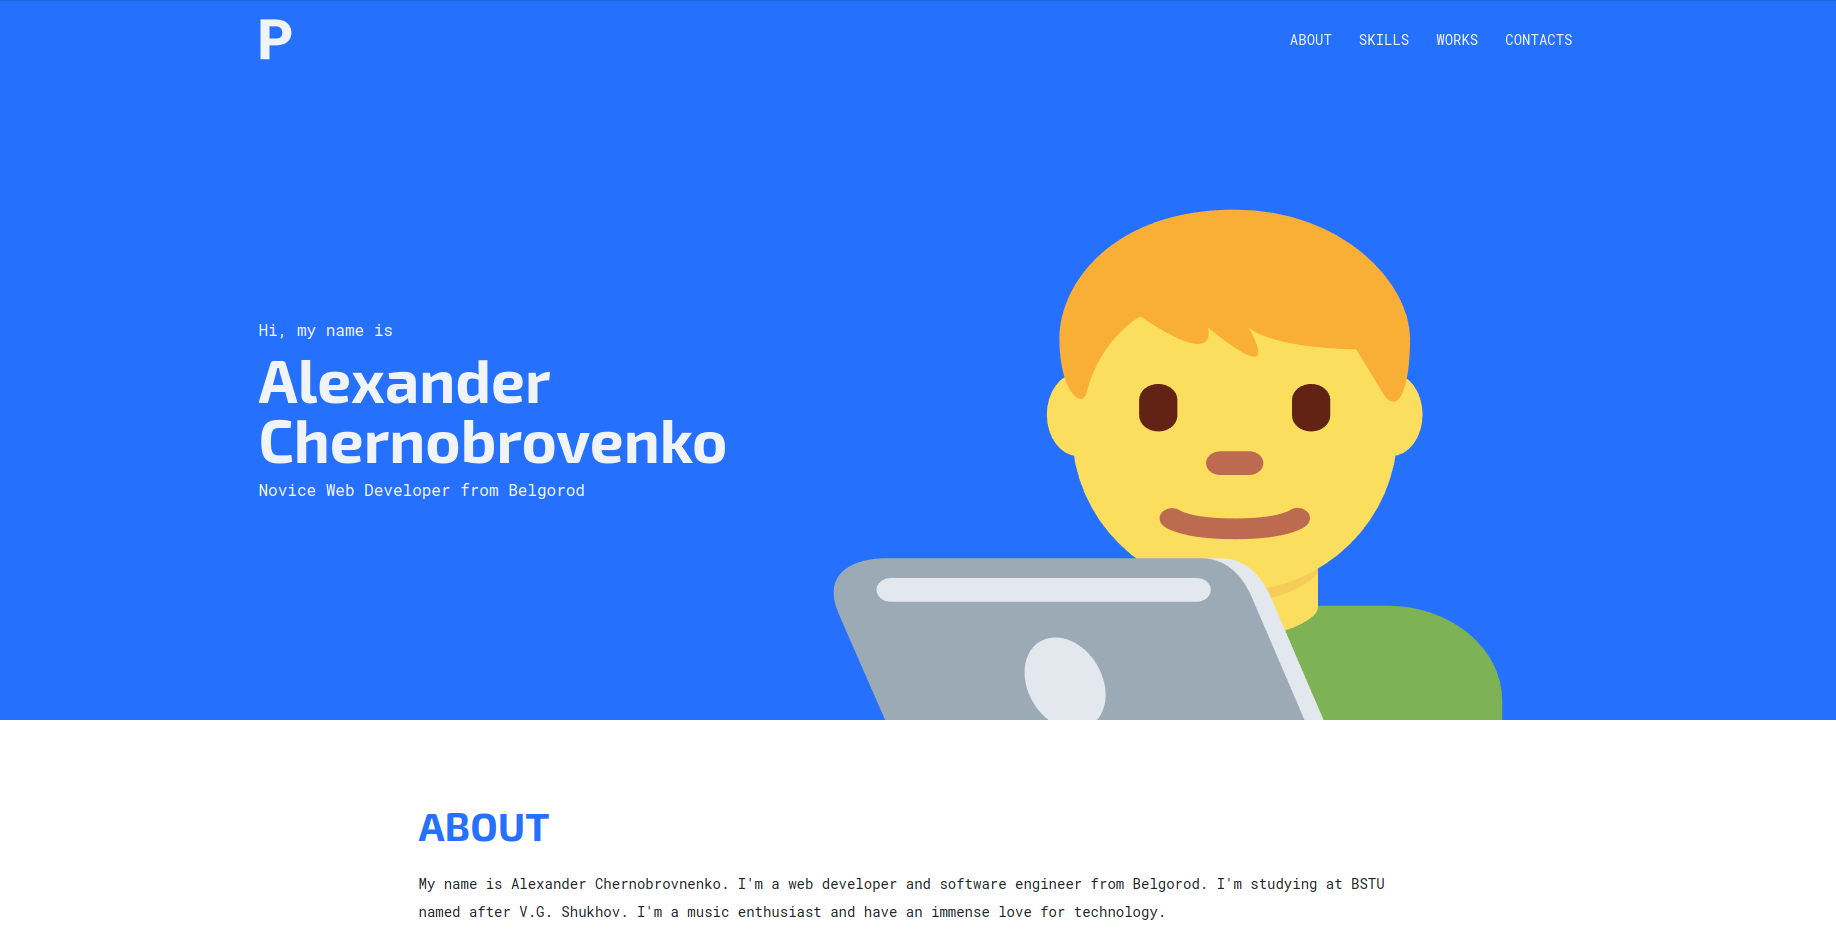 P
ABOUT SKILLS WORKS CONTACTS
Hi, my name is
Alexander
Chernobrovenko
Novice Web Developer from Belgorod
ABOUT
My name is Alexander Chernobrovnenko. I'm a web developer and software engineer from Belgorod. I'm studying at BSTU
named after V.G. Shukhov. I'm a music enthusiast and have an immense love for technology.